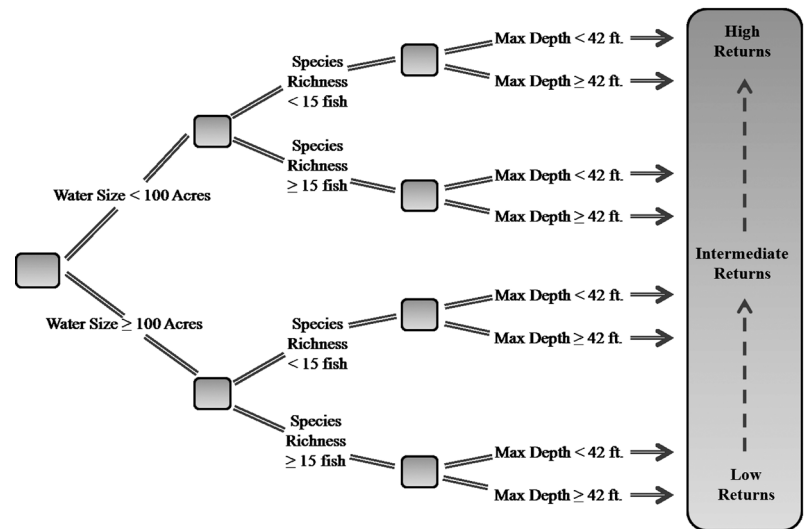 Water Size < 100 Acres
Water Size ≥ 100 Acres
Species
Richness
< 15 fish
Species
Richness
≥ 15 fish
Species
Richness
< 15 fish
Species
Richness
≥ 15 fish
Max Depth < 42 ft.
Max Depth ≥ 42 ft.
Max Depth < 42 ft.
Max Depth ≥ 42 ft.
Max Depth < 42 ft.
Max Depth ≥ 42 ft.
Max Depth < 42 ft.
Max Depth ≥ 42 ft.
High
Returns
Intermediate
Returns
Low
Returns